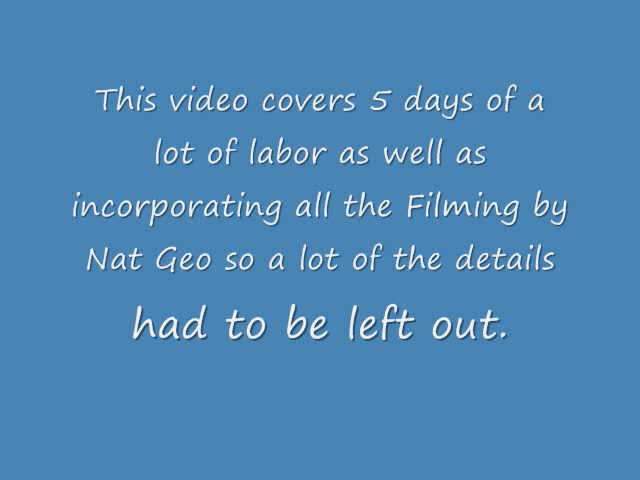 This video covers 5 days of a
lot of labor as well as
incorporating all the Filming by
Nat Geo so a lot of the details
had to be left out.